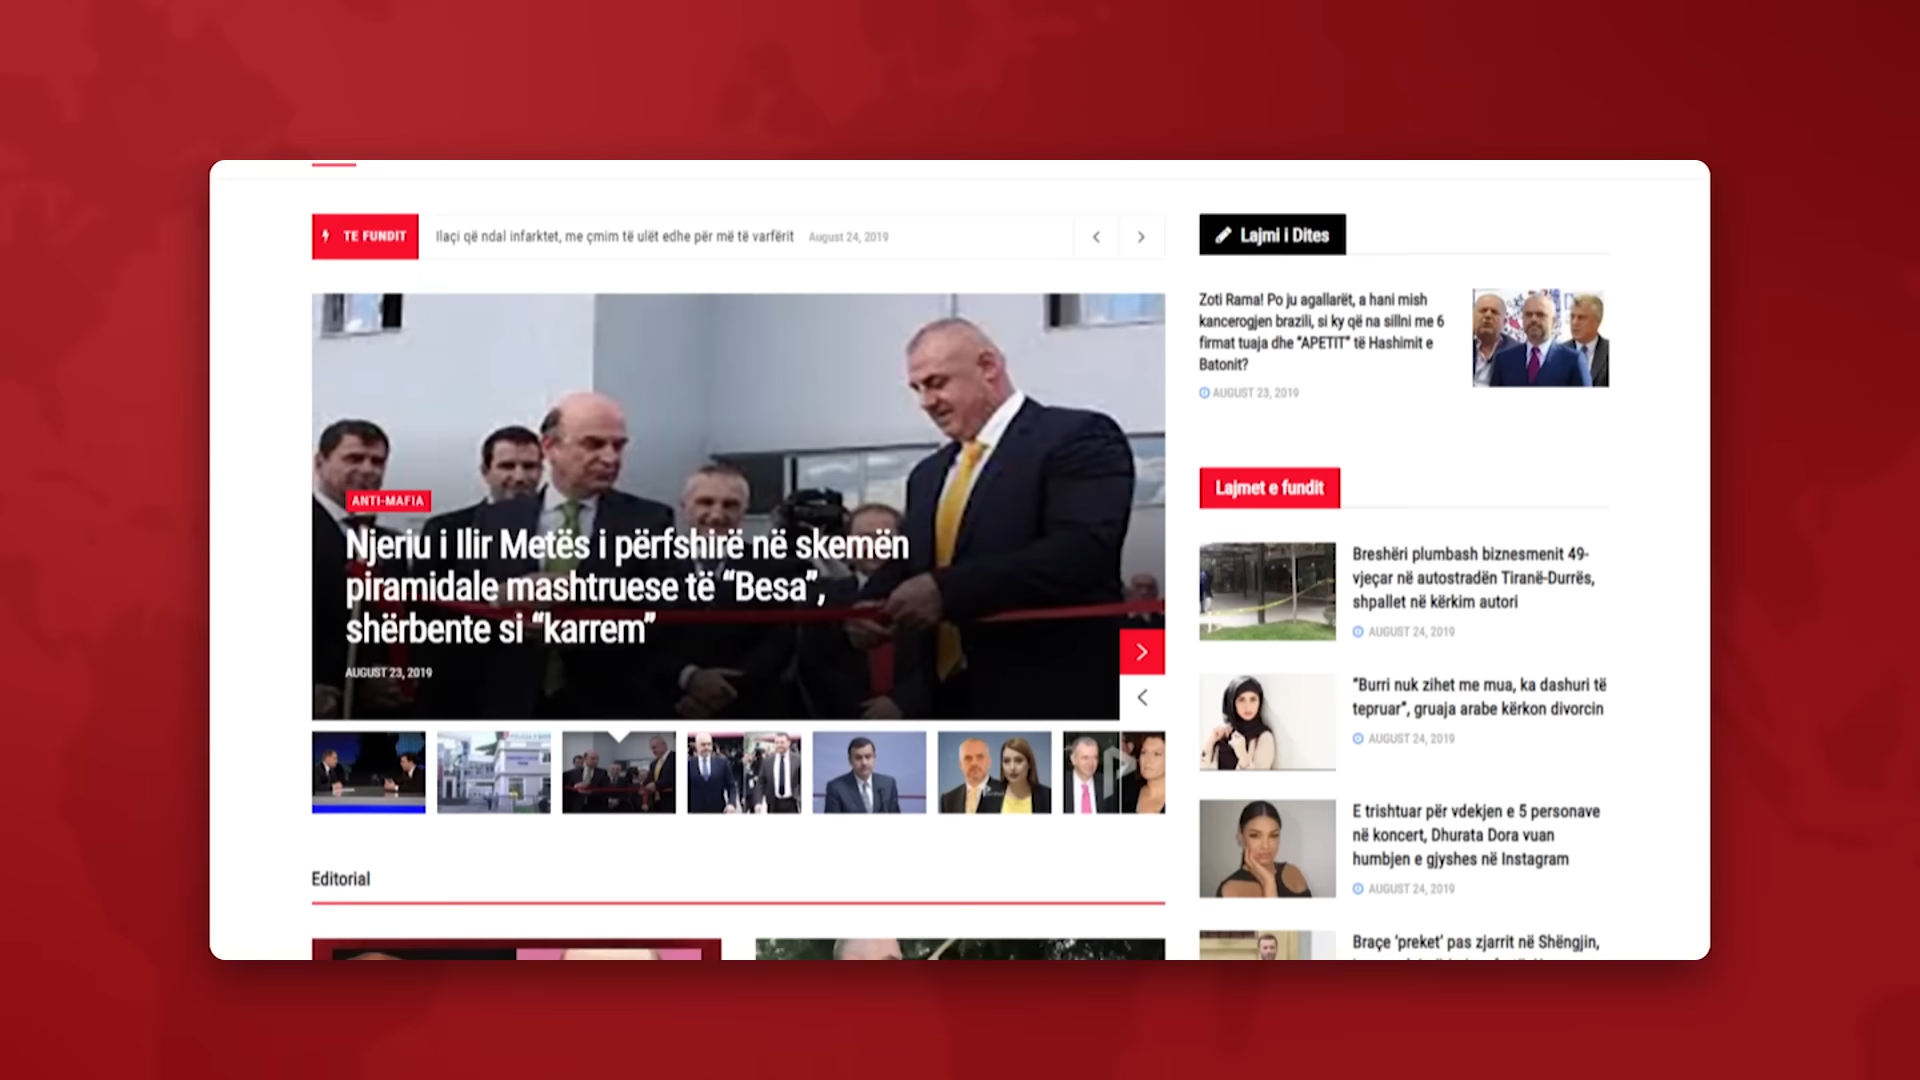 TE FUNDIT
Ilaçi që ndal infarktet, me çmim të ulët edhe për më të varfërit August 24, 2019
ANTI-MAFIA
Njeriu i Ilir Metës i përfshirë në skemën
piramidale mashtruese të “Besa”,
shërbente si “karrem”
AUGUST 23, 2019
Editorial
Lajmi i Dites
Zoti Rama! Po ju agallarët, a hani mish
kancerogjen brazili, si ky që na sillni me 6
firmat tuaja dhe “APETIT” të Hashimit e
Batonit?
AUGUST 23, 2019
Lajmet e fundit
Breshëri plumbash biznesmenit 49-
vjeçar në autostradën Tiranë-Durrës,
shpallet në kërkim autori
AUGUST 24, 2019
“Burri nuk zihet me mua, ka dashuri të
tepruar”, gruaja arabe kërkon divorcin
AUGUST 24, 2019
E trishtuar për vdekjen e 5 personave
në koncert, Dhurata Dora vuan
humbjen e gjyshes në Instagram
AUGUST 24, 2019
Braçe ‘preket’ pas zjarrit në Shëngjin,